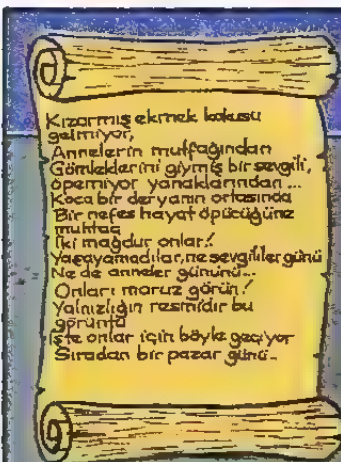 Kızarmış ekmek kokusu
gelmiyor,
Annelerin mutfağından
Gömleklerini giymiş bir sevgili,
öpemiyor yanaklarından...
Koca bir deryanın ortasında
Bir nefes hayat öpücüğüne
muhtaç
İki mağdur onlar!
Yaşayamadılar, ne sevgililer günü
Ne de anneler gününü...
Onları maruz görün!
Yalnızlığın resmidir bu
görüntü
İşte onlar için böyle geçiyor
Sıradan bir pazar günü..